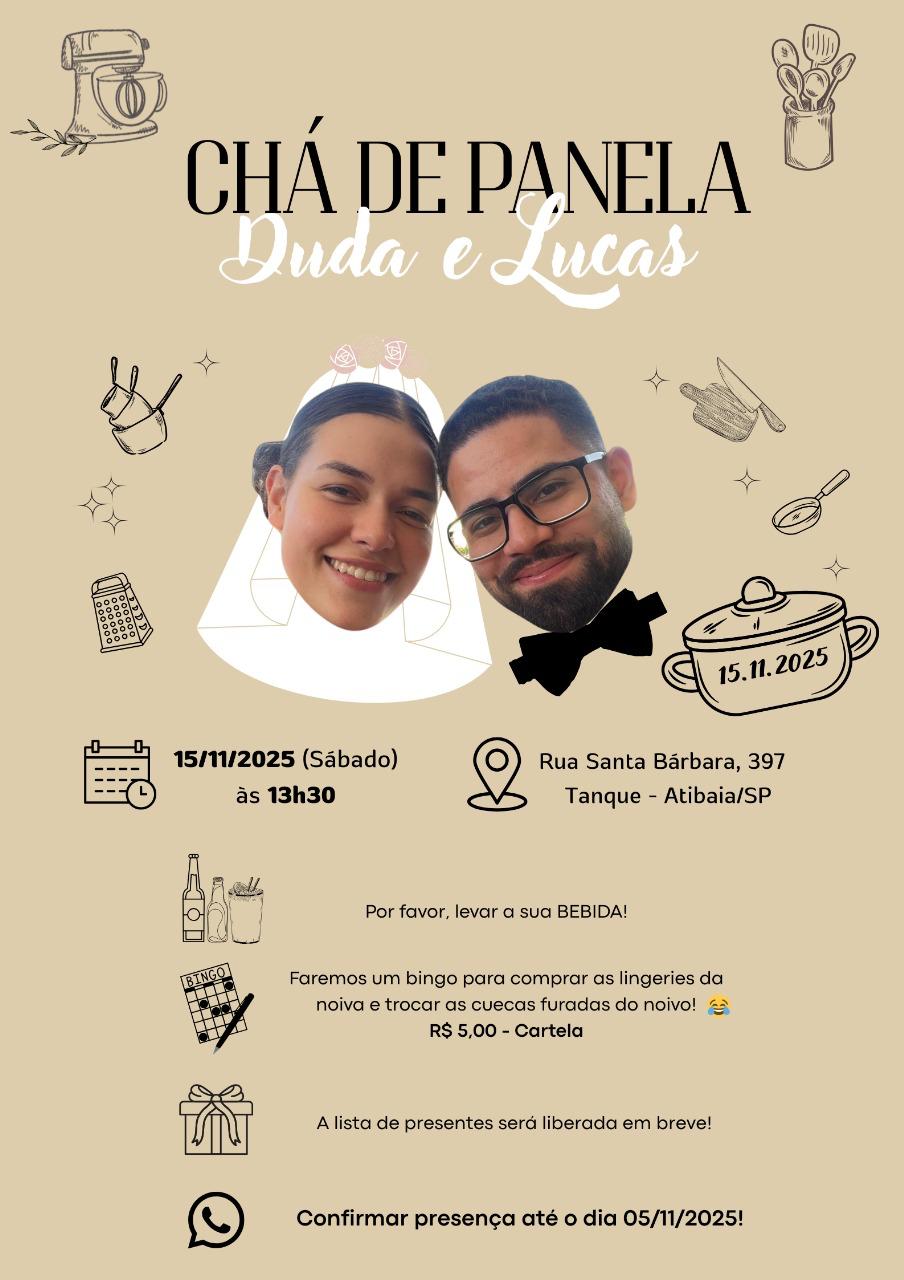 CHÁ DE PANELA
Duda e Lucas
15.11.2025
15/11/2025 (Sábado)
às 13h30
Rua Santa Bárbara, 397
Tanque - Atibaia/SP
Por favor, levar a sua BEBIDA!
BINGO
Faremos um bingo para comprar as lingeries da
noiva e trocar as cuecas furadas do noivo! 😂
R$ 5,00 - Cartela
A lista de presentes será liberada em breve!
Confirmar presença até o dia 05/11/2025!